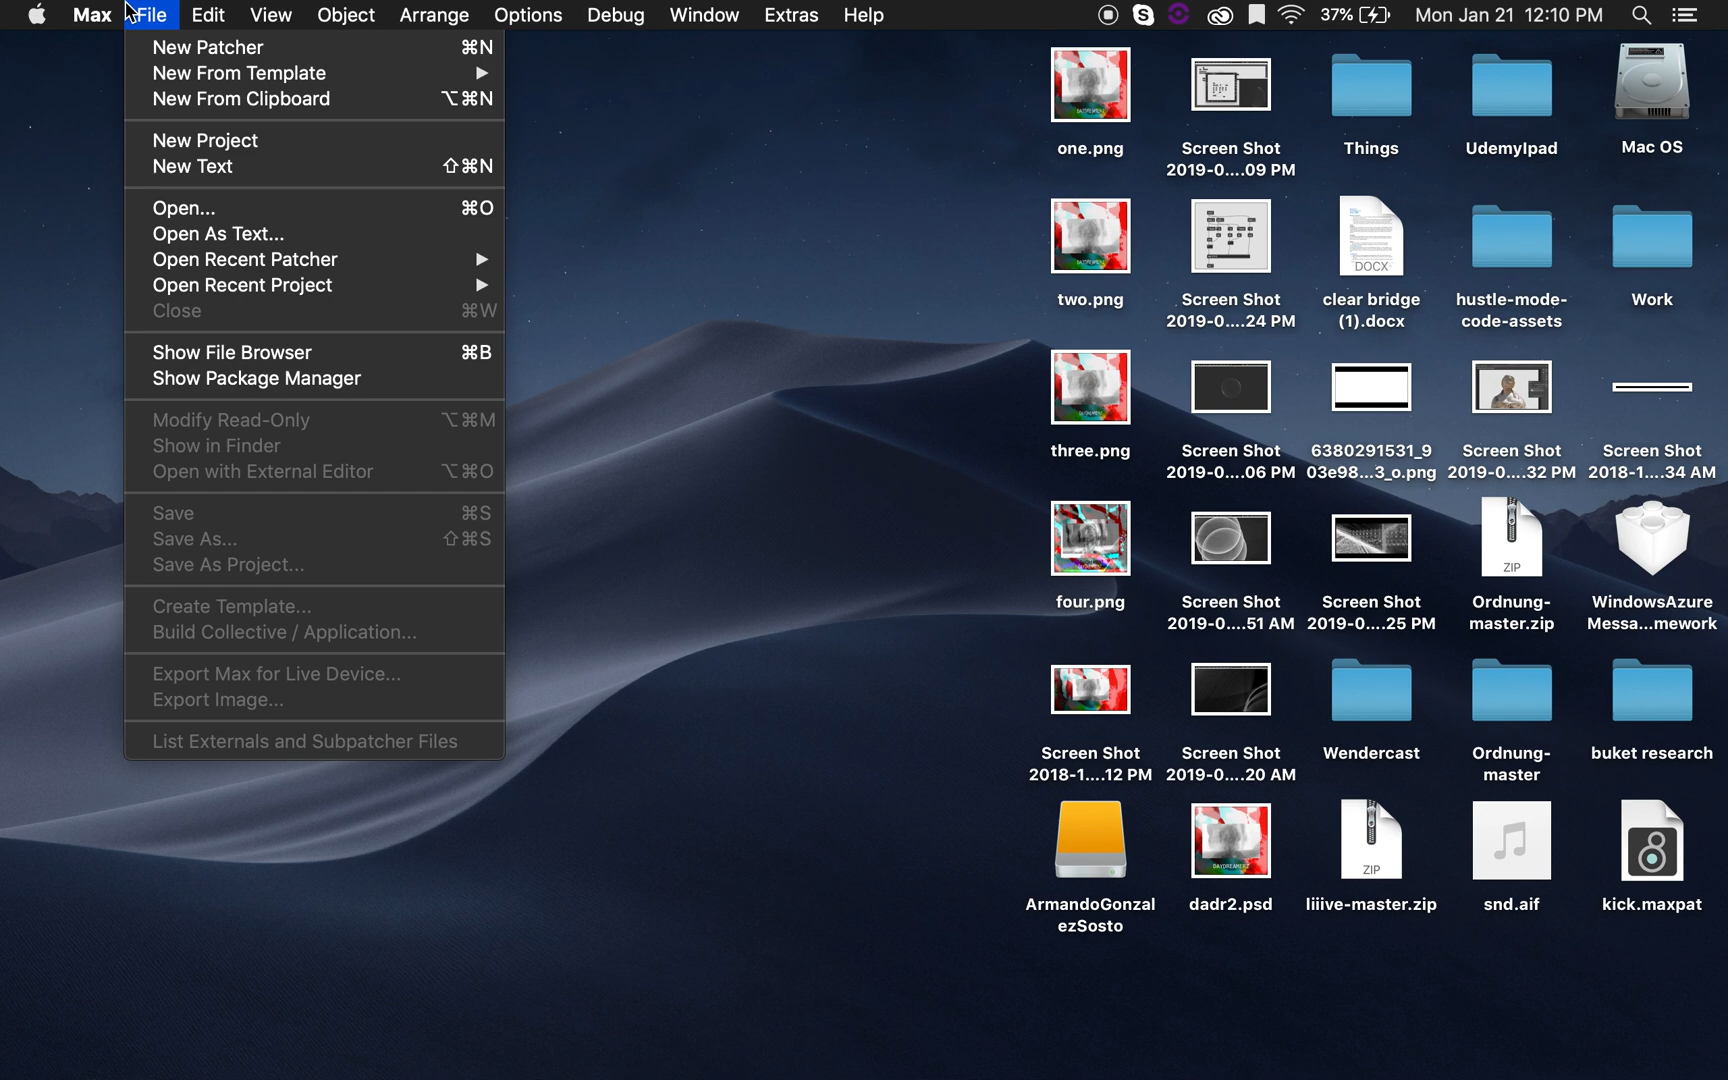 Max File Edit View Object Arrange Options Debug Window Extras Help 37% Mon Jan 21 12:10 PM
New Patcher ⌘N
New From Template ▶
New From Clipboard ⌥⌘N
New Project
New Text ⇧⌘N
Open... ⌘O
Open As Text...
Open Recent Patcher ▶
Open Recent Project ▶
Close ⌘W
Show File Browser ⌘B
Show Package Manager
Modify Read-Only ⌥⌘M
Show in Finder
Open with External Editor ⌥⌘O
Save ⌘S
Save As... ⇧⌘S
Save As Project...
Create Template...
Build Collective / Application...
Export Max for Live Device...
Export Image...
List Externals and Subpatcher Files
one.png
Screen Shot
2019-0....09 PM
Things
UdemyIpad
Mac OS
two.png
Screen Shot
2019-0....24 PM
DOCX
clear bridge
(1).docx
hustle-mode-
code-assets
Work
three.png
Screen Shot
2019-0....06 PM
6380291531_9
03e98...3_o.png
Screen Shot
2019-0....32 PM
Screen Shot
2018-1....34 AM
four.png
Screen Shot
2019-0....51 AM
Screen Shot
2019-0....25 PM
ZIP
Ordnung-
master.zip
WindowsAzure
Messa...mework
Screen Shot
2018-1....12 PM
Screen Shot
2019-0....20 AM
Wendercast
Ordnung-
master
buket research
ArmandoGonzal
ezSosto
dadr2.psd
ZIP
liiive-master.zip
snd.aif
kick.maxpat